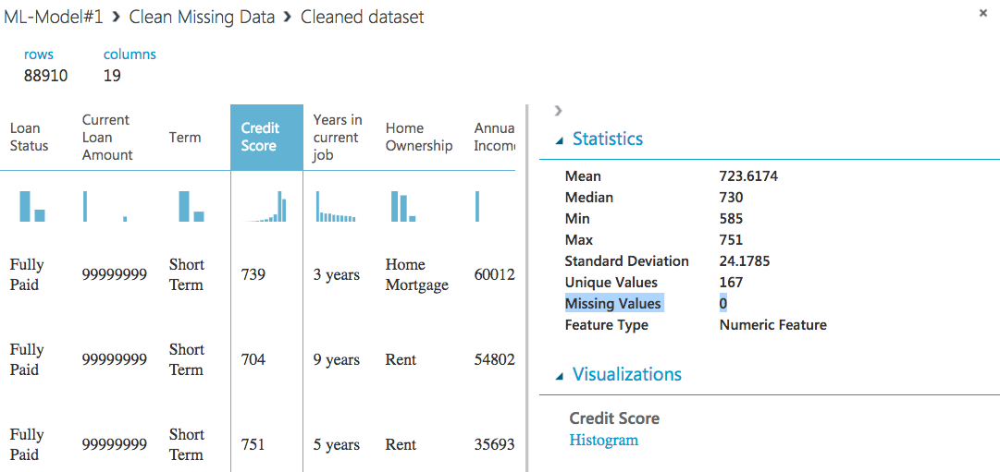 ML-Model#1 › Clean Missing Data › Cleaned dataset
rows columns
88910 19
Loan Status
Current Loan Amount
Term
Credit Score
Years in current job
Home Ownership
Annua
Incom
Fully Paid
99999999
Short Term
739
3 years
Home Mortgage
60012
Fully Paid
99999999
Short Term
704
9 years
Rent
54802
Fully Paid
99999999
Short Term
751
5 years
Rent
35693
Statistics
Mean 723.6174
Median 730
Min 585
Max 751
Standard Deviation 24.1785
Unique Values 167
Missing Values 0
Feature Type Numeric Feature
Visualizations
Credit Score
Histogram